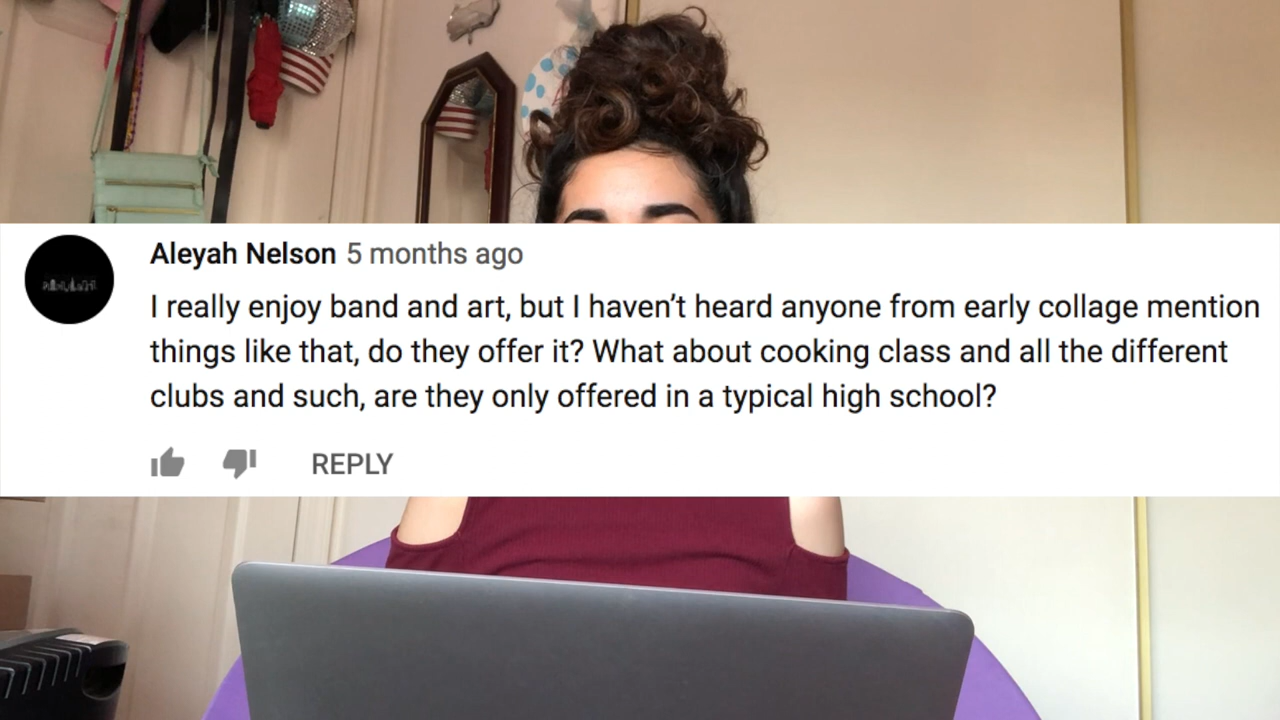 Aleyah Nelson 5 months ago
I really enjoy band and art, but I haven’t heard anyone from early collage mention
things like that, do they offer it? What about cooking class and all the different
clubs and such, are they only offered in a typical high school?
REPLY